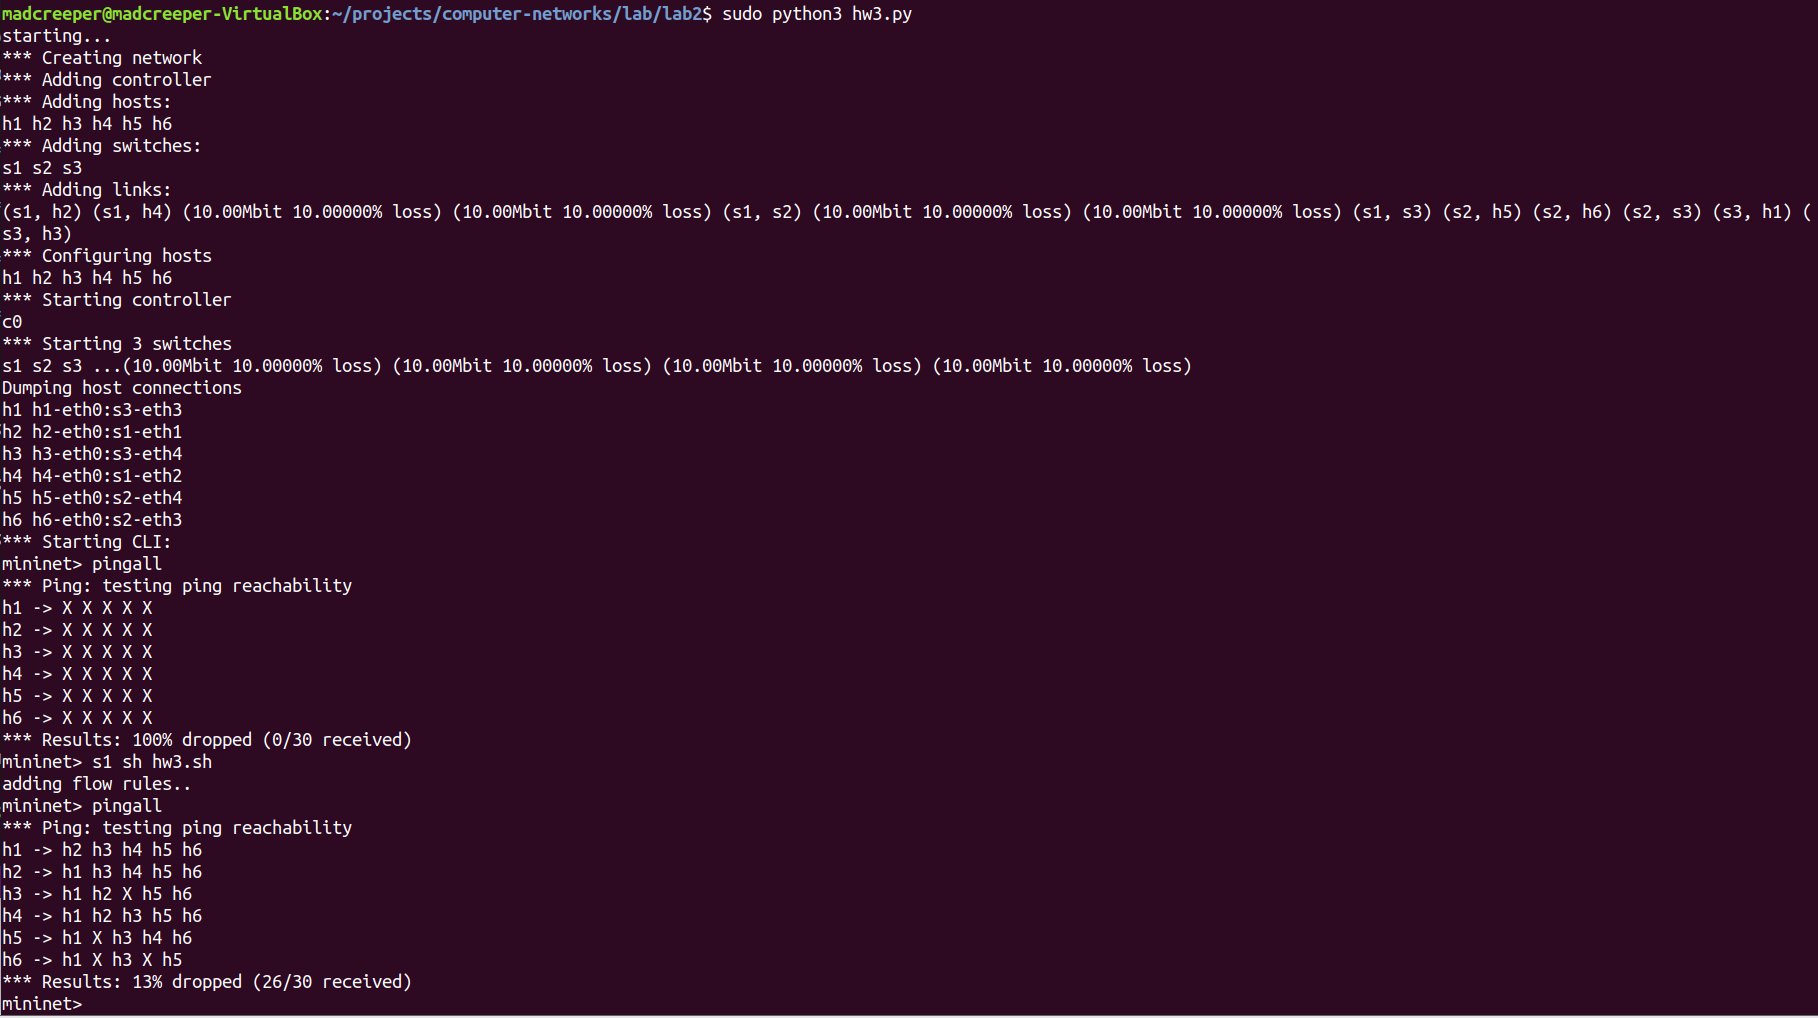 madcreeper@madcreeper-VirtualBox:~/projects/computer-networks/lab/lab2$ sudo python3 hw3.py
starting...
*** Creating network
*** Adding controller
*** Adding hosts:
h1 h2 h3 h4 h5 h6
*** Adding switches:
s1 s2 s3
*** Adding links:
(s1, h2) (s1, h4) (10.00Mbit 10.00000% loss) (10.00Mbit 10.00000% loss) (s1, s2) (10.00Mbit 10.00000% loss) (10.00Mbit 10.00000% loss) (s1, s3) (s2, h5) (s2, h6) (s2, s3) (s3, h1) (
s3, h3)
*** Configuring hosts
h1 h2 h3 h4 h5 h6
*** Starting controller
c0
*** Starting 3 switches
s1 s2 s3 ...(10.00Mbit 10.00000% loss) (10.00Mbit 10.00000% loss) (10.00Mbit 10.00000% loss) (10.00Mbit 10.00000% loss)
Dumping host connections
h1 h1-eth0:s3-eth3
h2 h2-eth0:s1-eth1
h3 h3-eth0:s3-eth4
h4 h4-eth0:s1-eth2
h5 h5-eth0:s2-eth4
h6 h6-eth0:s2-eth3
*** Starting CLI:
mininet> pingall
*** Ping: testing ping reachability
h1 -> X X X X X
h2 -> X X X X X
h3 -> X X X X X
h4 -> X X X X X
h5 -> X X X X X
h6 -> X X X X X
*** Results: 100% dropped (0/30 received)
mininet> s1 sh hw3.sh
adding flow rules..
mininet> pingall
*** Ping: testing ping reachability
h1 -> h2 h3 h4 h5 h6
h2 -> h1 h3 h4 h5 h6
h3 -> h1 h2 X h5 h6
h4 -> h1 h2 h3 h5 h6
h5 -> h1 X h3 h4 h6
h6 -> h1 X h3 X h5
*** Results: 13% dropped (26/30 received)
mininet>